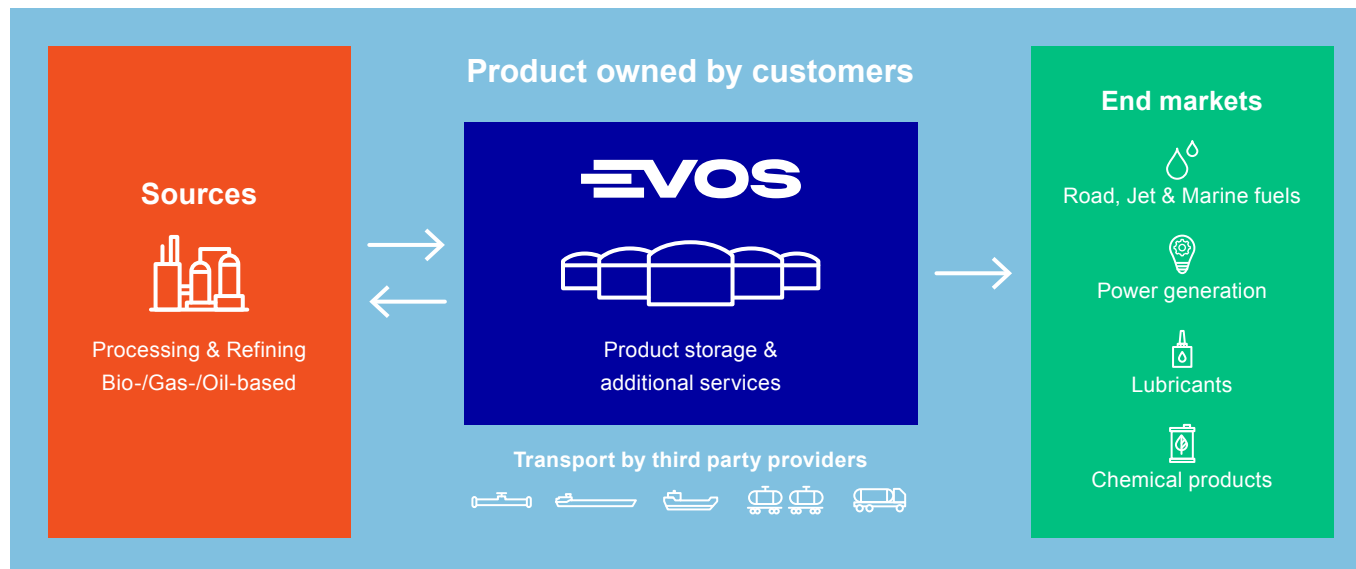 Product owned by customers
Sources
Processing & Refining
Bio-/Gas-/Oil-based
EVOS
Product storage &
additional services
Transport by third party providers
End markets
Road, Jet & Marine fuels
Power generation
Lubricants
Chemical products